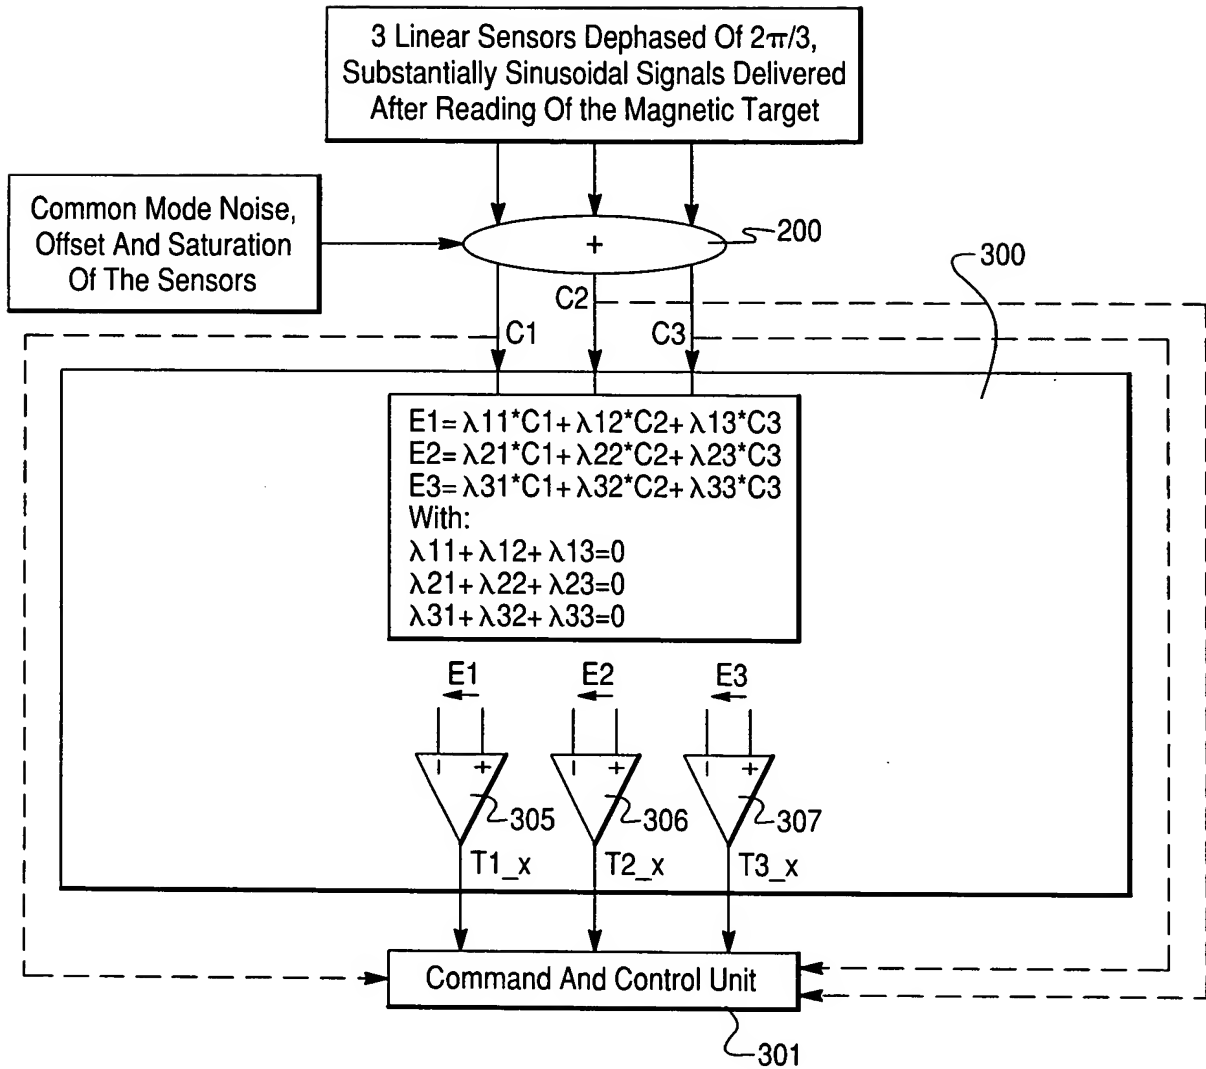 3 Linear Sensors Dephased Of 2π/3,
Substantially Sinusoidal Signals Delivered
After Reading Of the Magnetic Target
Common Mode Noise,
Offset And Saturation
Of The Sensors
+
200
300
C2
C1
C3
E1=λ11*C1+λ12*C2+λ13*C3
E2=λ21*C1+λ22*C2+λ23*C3
E3=λ31*C1+λ32*C2+λ33*C3
With:
λ11+λ12+λ13=0
λ21+λ22+λ23=0
λ31+λ32+λ33=0
E1
E2
E3
- +
- +
- +
305
306
307
T1_x
T2_x
T3_x
Command And Control Unit
301